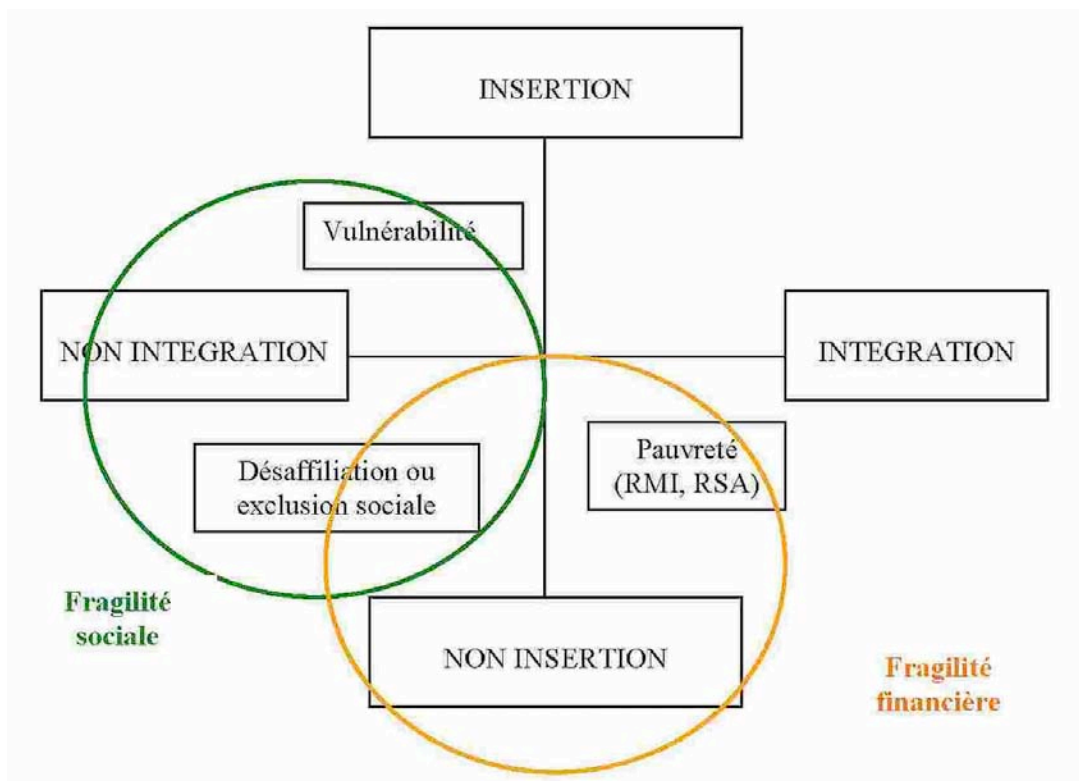 INSERTION
Vulnérabilité
NON INTEGRATION
INTEGRATION
Désaffiliation ou
exclusion sociale
Pauvreté
(RMI, RSA)
Fragilité
sociale
NON INSERTION
Fragilité
financière